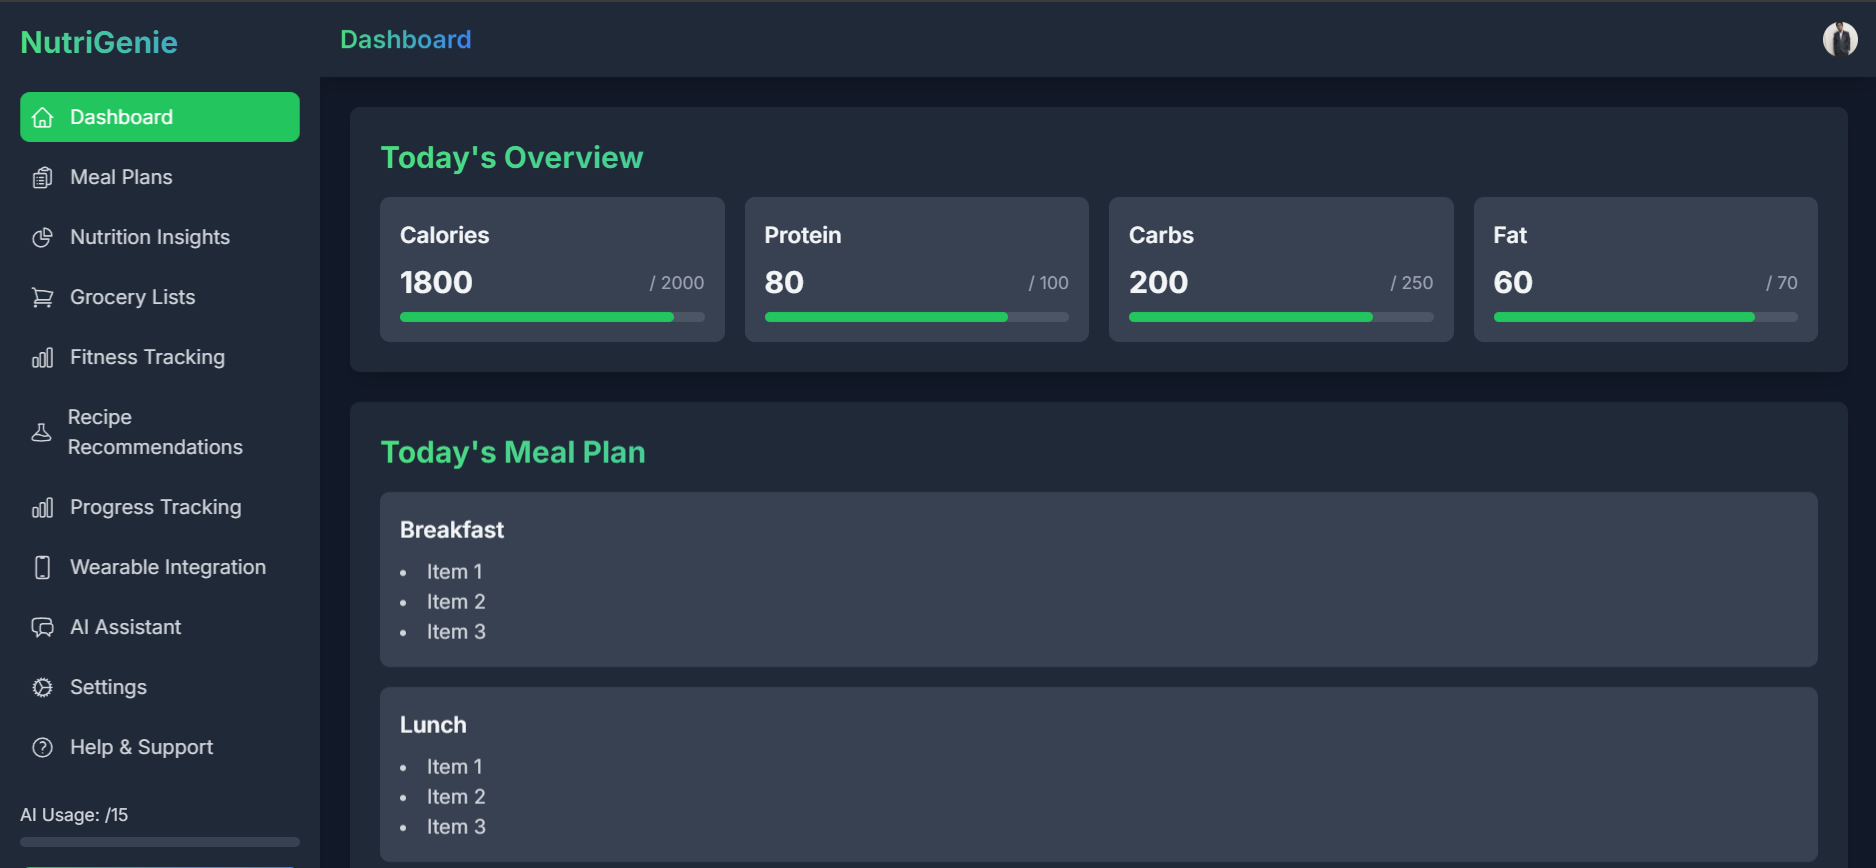 NutriGenie
Dashboard
Dashboard
Meal Plans
Nutrition Insights
Grocery Lists
Fitness Tracking
Recipe
Recommendations
Progress Tracking
Wearable Integration
AI Assistant
Settings
Help & Support
AI Usage: /15
Today's Overview
Calories
1800 / 2000
Protein
80 / 100
Carbs
200 / 250
Fat
60 / 70
Today's Meal Plan
Breakfast
• Item 1
• Item 2
• Item 3
Lunch
• Item 1
• Item 2
• Item 3